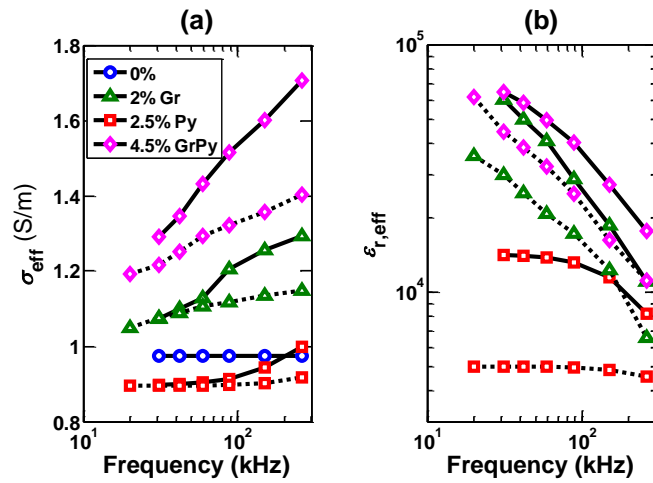 (a) (b)
1.8
1.6
1.4
1.2
1
0.8
σeff (S/m)
0%
2% Gr
2.5% Py
4.5% GrPy
10^1 10^2
Frequency (kHz)
10^5
10^4
εr,eff
10^1 10^2
Frequency (kHz)